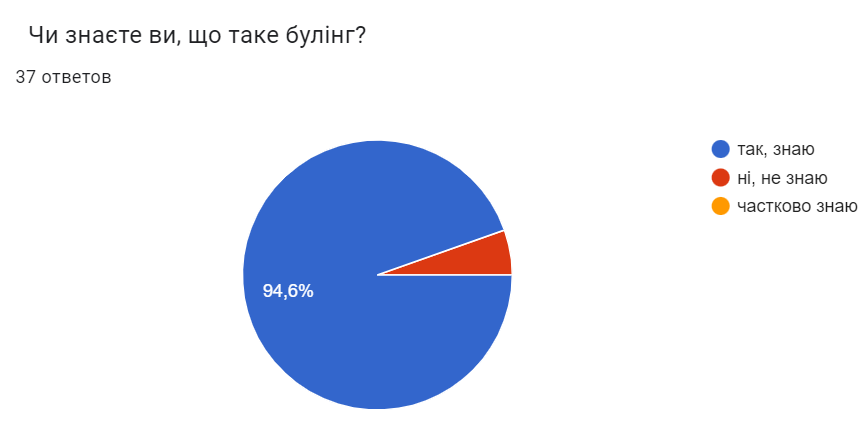 Чи знаєте ви, що таке булінг?
37 ответов
так, знаю
ні, не знаю
частково знаю
94,6%